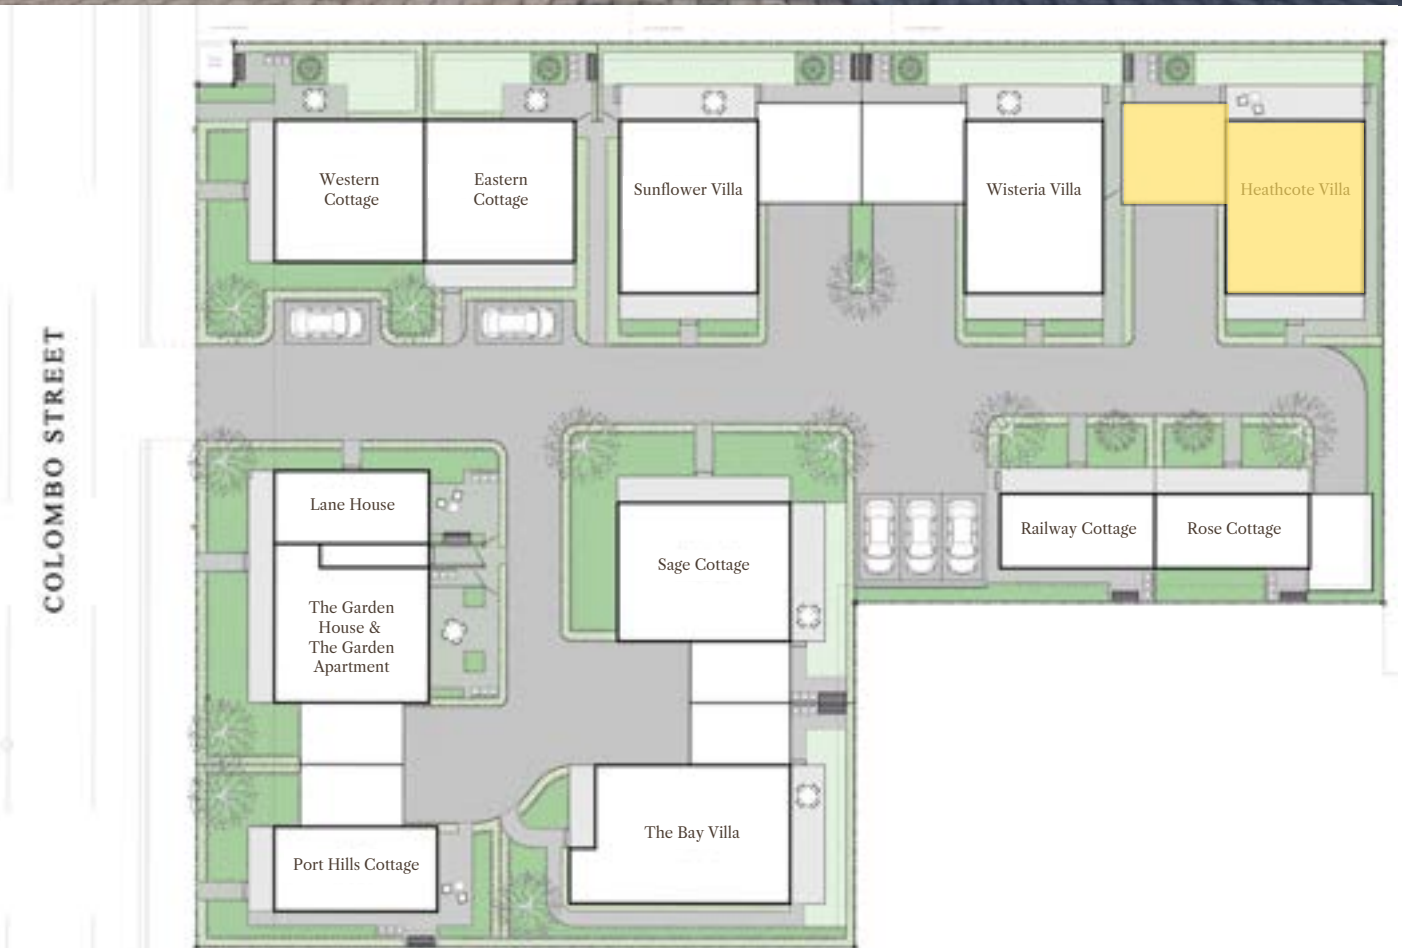 Western
Cottage
Eastern
Cottage
Sunflower Villa
Wisteria Villa
Heathcote Villa
COLOMBO STREET
Lane House
Sage Cottage
Railway Cottage
Rose Cottage
The Garden
House &
The Garden
Apartment
The Bay Villa
Port Hills Cottage